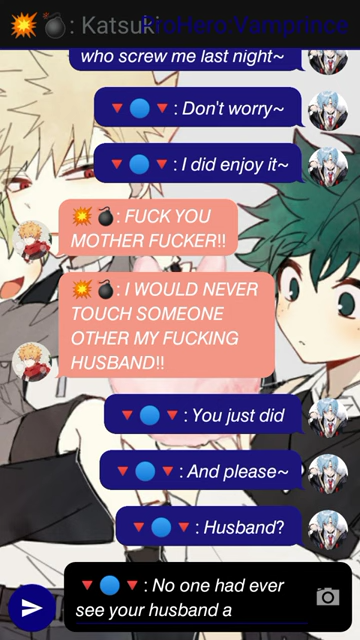 💥💣: Katsuk
ProHero Vamprince
who screw me last night~
🔻🔵🔻: Don't worry~
🔻🔵🔻: I did enjoy it~
💥💣: FUCK YOU
MOTHER FUCKER!!
💥💣: I WOULD NEVER
TOUCH SOMEONE
OTHER MY FUCKING
HUSBAND!!
🔻🔵🔻: You just did
🔻🔵🔻: And please~
🔻🔵🔻: Husband?
🔻🔵🔻: No one had ever
see your husband a